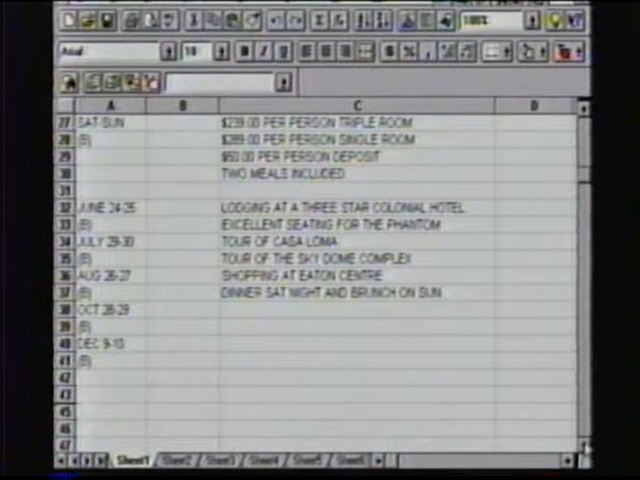 Arial 10 B I U $ % , 100%
A B C D
27 SAT-SUN $239.00 PER PERSON TRIPLE ROOM
28 (B) $289.00 PER PERSON SINGLE ROOM
29 $50.00 PER PERSON DEPOSIT
30 TWO MEALS INCLUDED
31
32 JUNE 24-25 LODGING AT A THREE STAR COLONIAL HOTEL
33 (B) EXCELLENT SEATING FOR THE PHANTOM
34 JULY 29-30 TOUR OF CASA LOMA
35 (B) TOUR OF THE SKY DOME COMPLEX
36 AUG 26-27 SHOPPING AT EATON CENTRE
37 (B) DINNER SAT NIGHT AND BRUNCH ON SUN
38 OCT 28-29
39 (B)
40 DEC 9-10
41 (B)
42
43
45
46
47
Sheet1 Sheet2 Sheet3 Sheet4 Sheet5 Sheet6